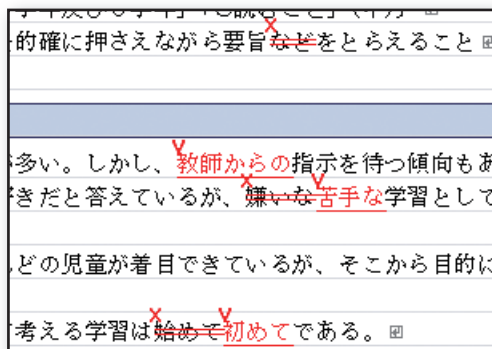 的確に押さえながら要旨などをとらえること
多い。しかし、教師からの指示を待つ傾向もあ
きだと答えているが、嫌いな苦手な学習として
どの児童が着目できているが、そこから目的に
考える学習は始めて初めてである。